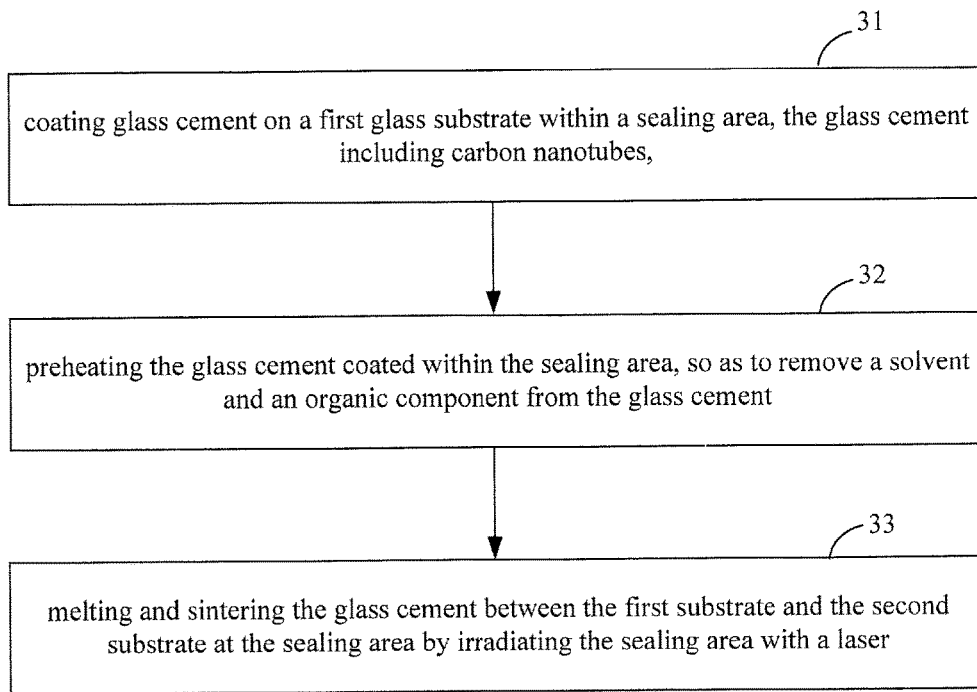 31
coating glass cement on a first glass substrate within a sealing area, the glass cement
including carbon nanotubes,
32
preheating the glass cement coated within the sealing area, so as to remove a solvent
and an organic component from the glass cement
33
melting and sintering the glass cement between the first substrate and the second
substrate at the sealing area by irradiating the sealing area with a laser